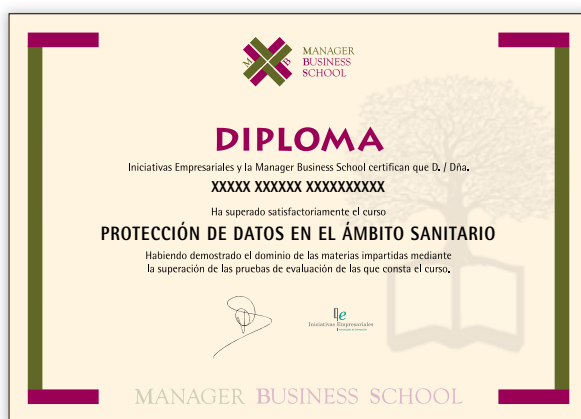 M B
MANAGER
BUSINESS
SCHOOL
DIPLOMA
Iniciativas Empresariales y la Manager Business School certifican que D. / Dña.
XXXXX XXXXXX XXXXXXXXXX
Ha superado satisfactoriamente el curso
PROTECCIÓN DE DATOS EN EL ÁMBITO SANITARIO
Habiendo demostrado el dominio de las materias impartidas mediante
la superación de las pruebas de evaluación de las que consta el curso.
Ie
Iniciativas Empresariales
MANAGER BUSINESS SCHOOL